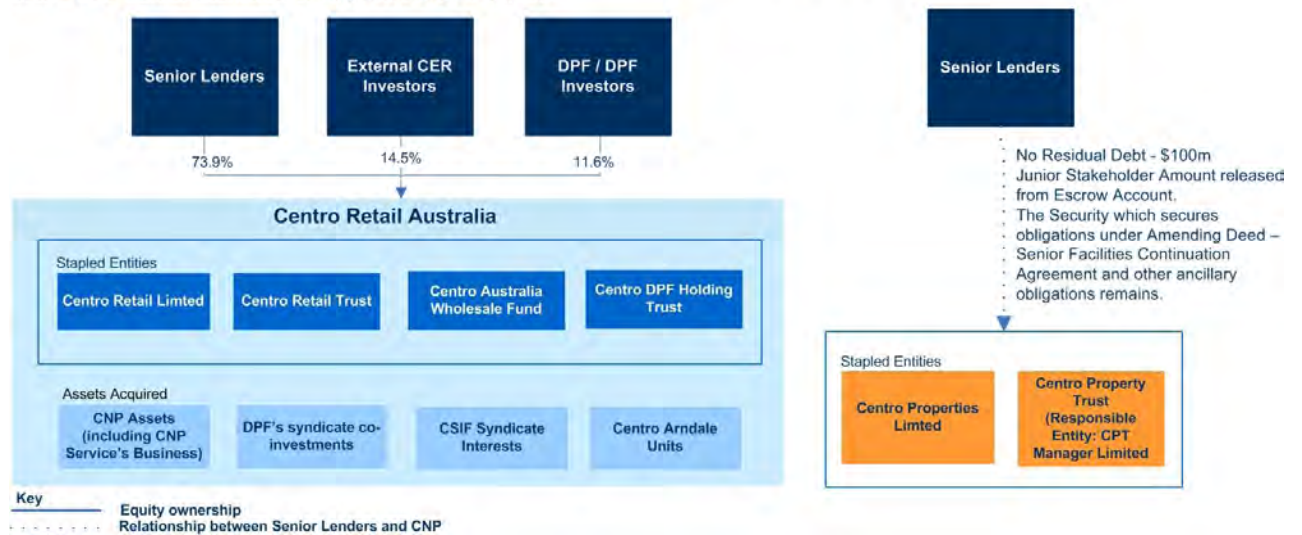 Senior Lenders
External CER
Investors
DPF / DPF
Investors
73.9%
14.5%
11.6%
Centro Retail Australia
Stapled Entities
Centro Retail Limted
Centro Retail Trust
Centro Australia
Wholesale Fund
Centro DPF Holding
Trust
Assets Acquired
CNP Assets
(including CNP
Service's Business)
DPF's syndicate co-
investments
CSIF Syndicate
Interests
Centro Arndale
Units
Senior Lenders
No Residual Debt - $100m
Junior Stakeholder Amount released
from Escrow Account.
The Security which secures
obligations under Amending Deed –
Senior Facilities Continuation
Agreement and other ancillary
obligations remains.
Stapled Entities
Centro Properties
Limted
Centro Property
Trust
(Responsible
Entity: CPT
Manager Limited
Key
Equity ownership
Relationship between Senior Lenders and CNP